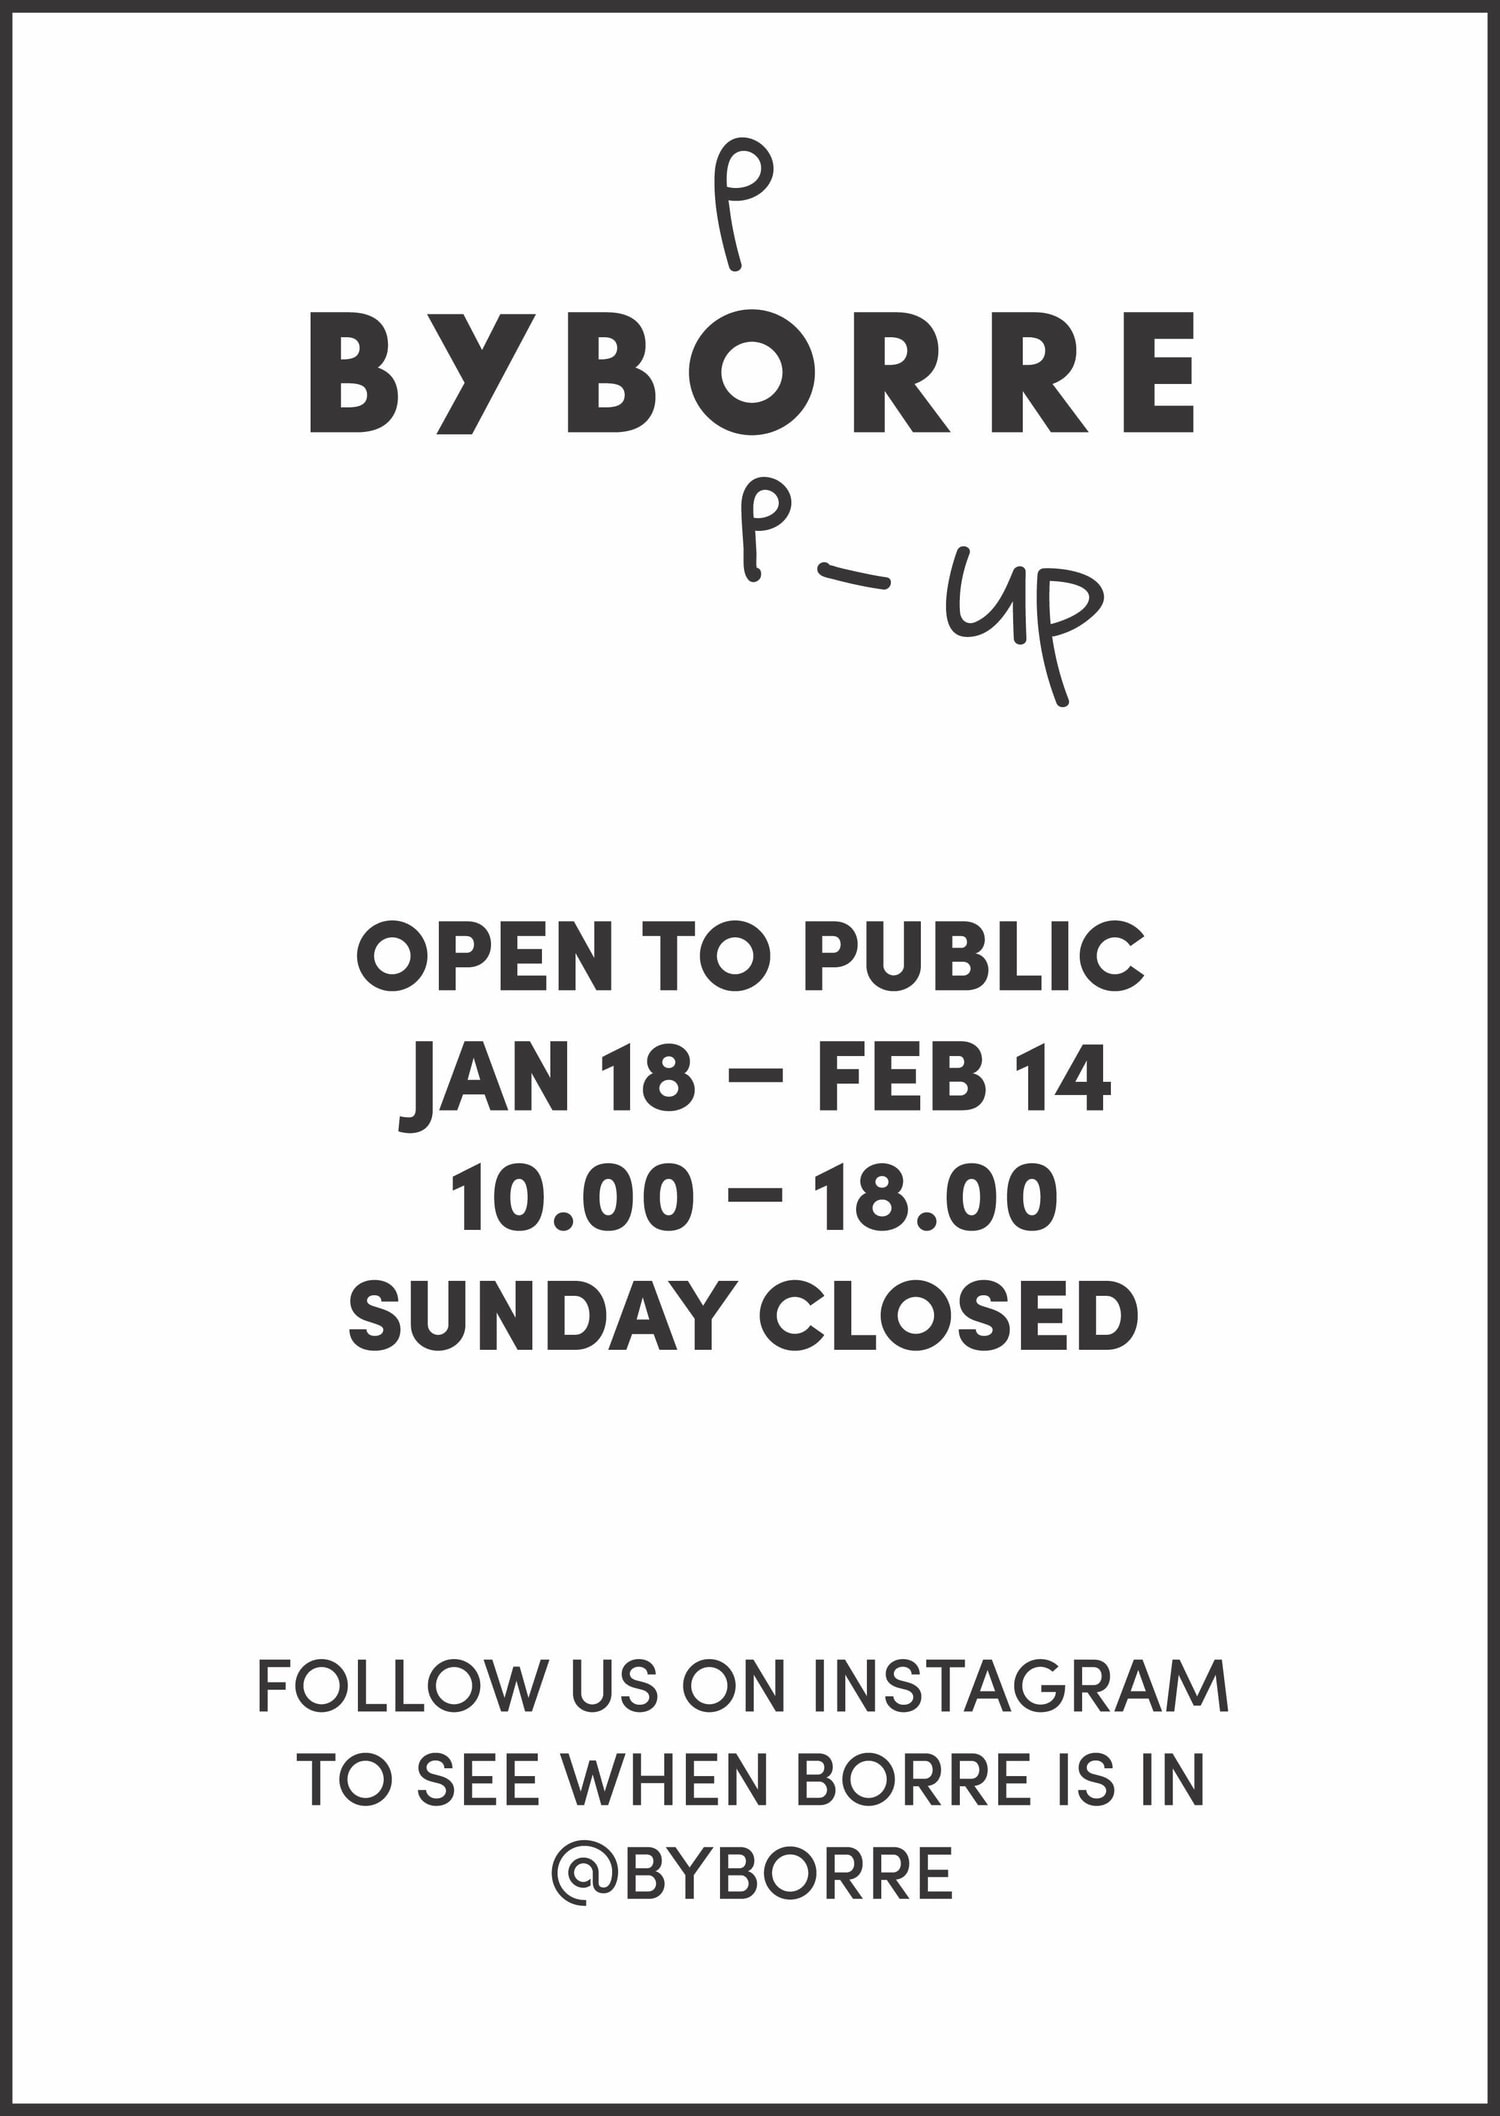 P
BYBORRE
P - UP
OPEN TO PUBLIC
JAN 18 – FEB 14
10.00 – 18.00
SUNDAY CLOSED
FOLLOW US ON INSTAGRAM
TO SEE WHEN BORRE IS IN
@BYBORRE